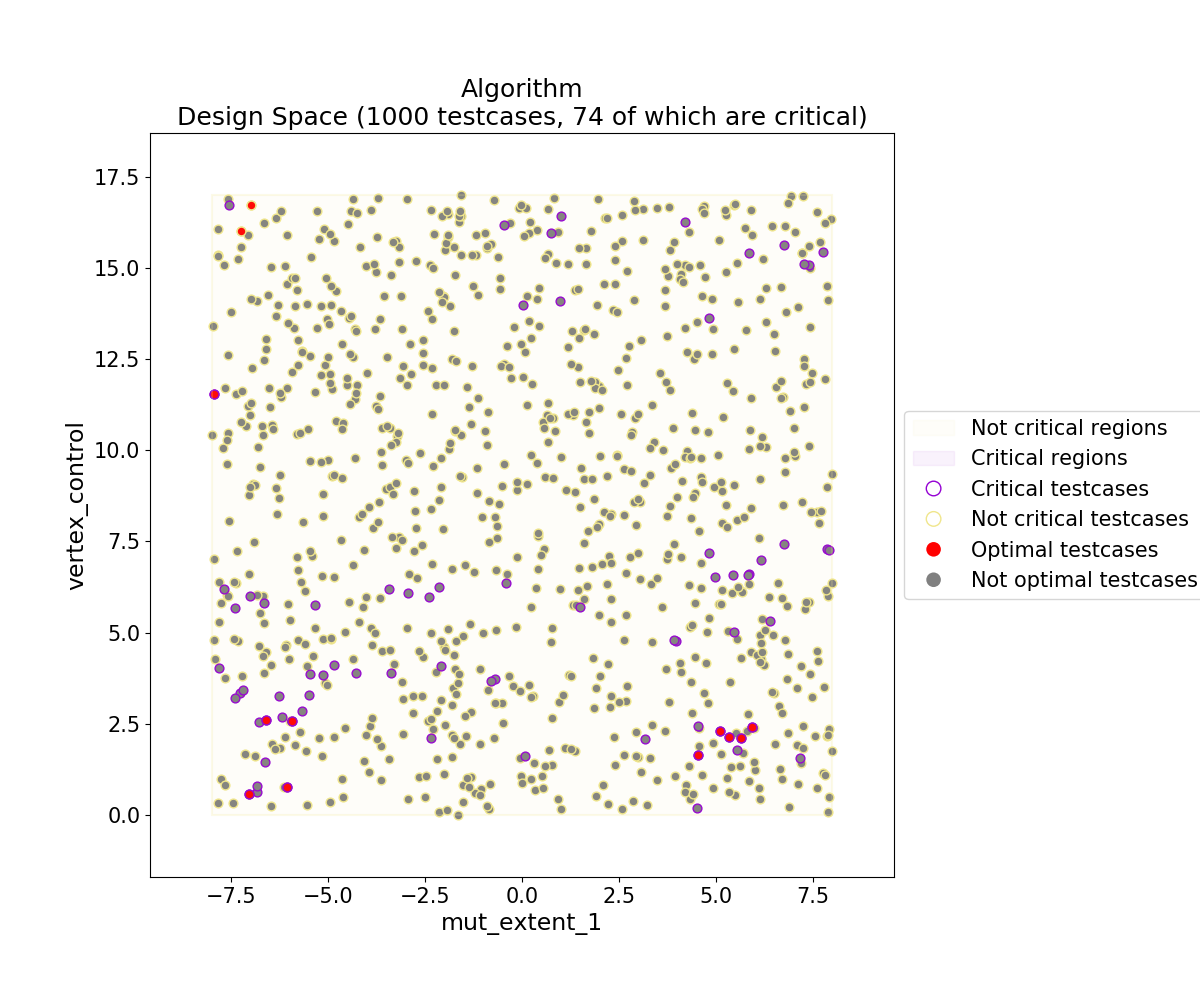 Algorithm
Design Space (1000 testcases, 74 of which are critical)
17.5
15.0
12.5
10.0
7.5
5.0
2.5
0.0
vertex_control
−7.5
−5.0
−2.5
0.0
2.5
5.0
7.5
mut_extent_1
Not critical regions
Critical regions
Critical testcases
Not critical testcases
Optimal testcases
Not optimal testcases